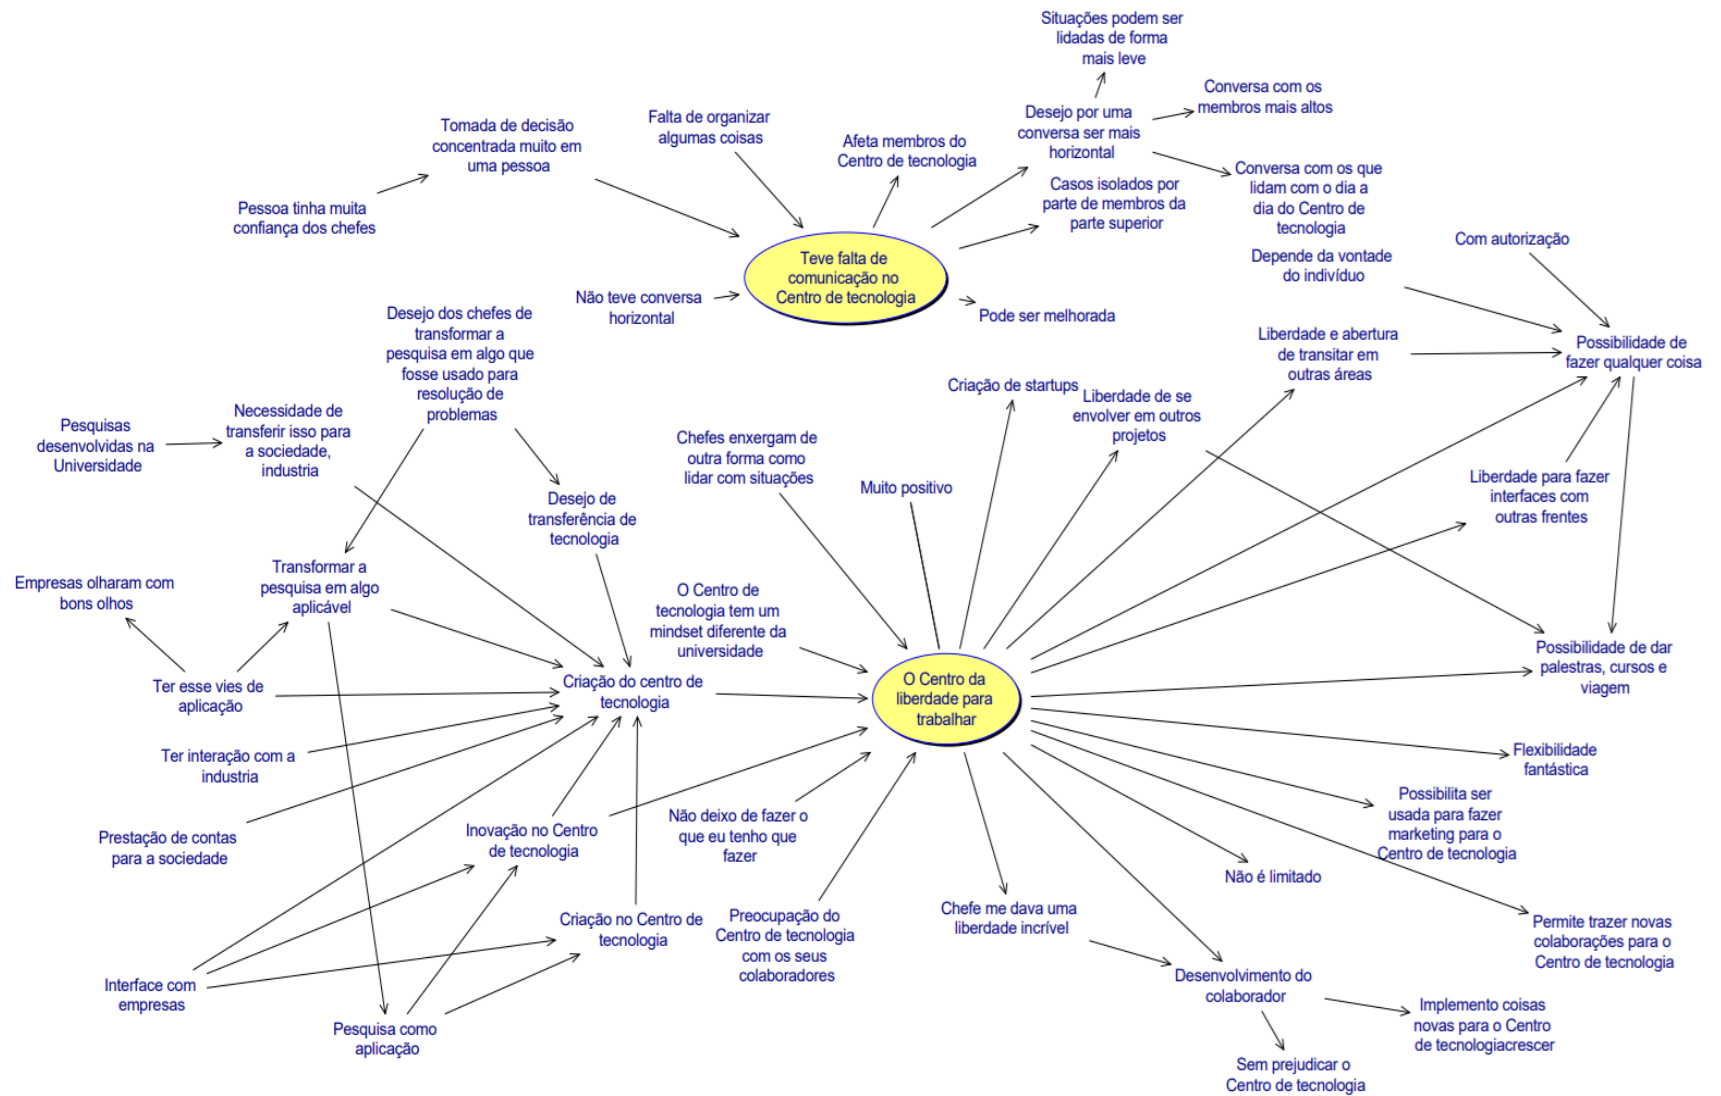 Situações podem ser
lidadas de forma
mais leve
Conversa com os
membros mais altos
Desejo por uma
conversa ser mais
horizontal
Falta de organizar
algumas coisas
Tomada de decisão
concentrada muito em
uma pessoa
Afeta membros do
Centro de tecnologia
Conversa com os que
lidam com o dia a
dia do Centro de
tecnologia
Casos isolados por
parte de membros da
parte superior
Pessoa tinha muita
confiança dos chefes
Com autorização
Depende da vontade
do indivíduo
Teve falta de
comunicação no
Centro de tecnologia
Não teve conversa
horizontal
Pode ser melhorada
Desejo dos chefes de
transformar a
pesquisa em algo que
fosse usado para
resolução de
problemas
Liberdade e abertura
de transitar em
outras áreas
Possibilidade de
fazer qualquer coisa
Criação de startups
Liberdade de se
envolver em outros
projetos
Necessidade de
transferir isso para
a sociedade,
industria
Pesquisas
desenvolvidas na
Universidade
Chefes enxergam de
outra forma como
lidar com situações
Muito positivo
Liberdade para fazer
interfaces com
outras frentes
Desejo de
transferência de
tecnologia
Transformar a
pesquisa em algo
aplicável
Empresas olharam com
bons olhos
O Centro de
tecnologia tem um
mindset diferente da
universidade
Possibilidade de dar
palestras, cursos e
viagem
Ter esse vies de
aplicação
Criação do centro de
tecnologia
O Centro da
liberdade para
trabalhar
Ter interação com a
industria
Flexibilidade
fantástica
Possibilita ser
usada para fazer
marketing para o
Centro de tecnologia
Prestação de contas
para a sociedade
Inovação no Centro
de tecnologia
Não deixo de fazer o
que eu tenho que
fazer
Não é limitado
Criação no Centro de
tecnologia
Preocupação do
Centro de tecnologia
com os seus
colaboradores
Chefe me dava uma
liberdade incrível
Permite trazer novas
colaborações para o
Centro de tecnologia
Interface com
empresas
Desenvolvimento do
colaborador
Implemento coisas
novas para o Centro
de tecnologiacrescer
Pesquisa como
aplicação
Sem prejudicar o
Centro de tecnologia